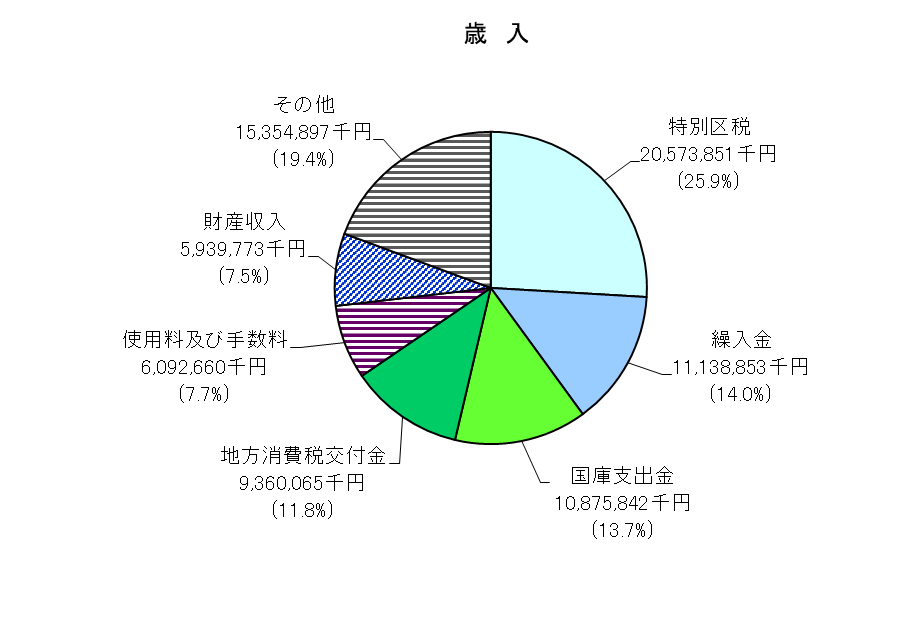 歳 入
その他
15,354,897千円
(19.4%)
特別区税
20,573,851千円
(25.9%)
財産収入
5,939,773千円
(7.5%)
使用料及び手数料
6,092,660千円
(7.7%)
繰入金
11,138,853千円
(14.0%)
地方消費税交付金
9,360,065千円
(11.8%)
国庫支出金
10,875,842千円
(13.7%)